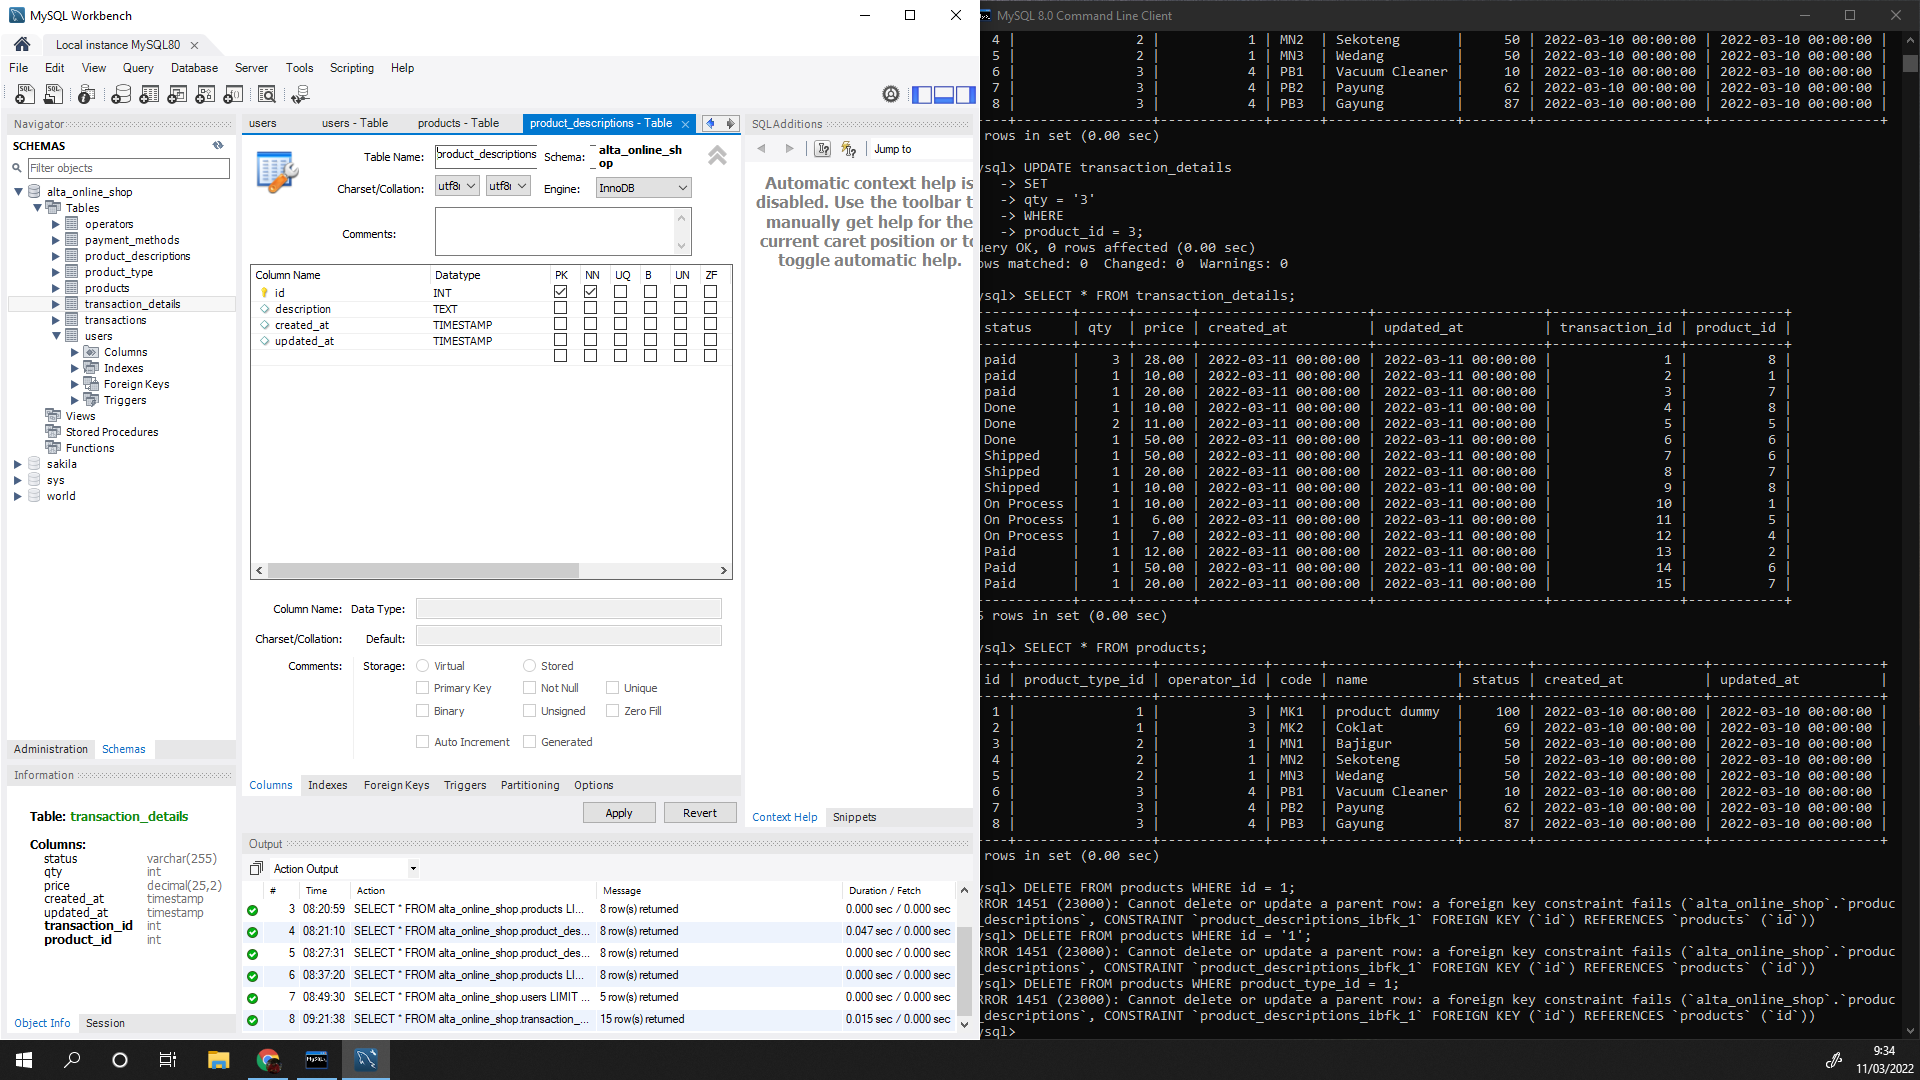 MySQL Workbench
Local instance MySQL80
File Edit View Query Database Server Tools Scripting Help
Navigator
SCHEMAS
Filter objects
alta_online_shop
Tables
operators
payment_methods
product_descriptions
product_type
products
transaction_details
transactions
users
Columns
Indexes
Foreign Keys
Triggers
Views
Stored Procedures
Functions
sakila
sys
world
Administration Schemas
Information
Table: transaction_details
Columns:
status varchar(255)
qty int
price decimal(25,2)
created_at timestamp
updated_at timestamp
transaction_id int
product_id int
Object Info Session
users users - Table products - Table product_descriptions - Table
Table Name: product_descriptions Schema: alta_online_shop
Charset/Collation: utf8 utf8 Engine: InnoDB
Comments:
Column Name Datatype PK NN UQ B UN ZF
id INT
description TEXT
created_at TIMESTAMP
updated_at TIMESTAMP
Column Name: Data Type:
Charset/Collation: Default:
Comments: Storage: Virtual Stored
Primary Key Not Null Unique
Binary Unsigned Zero Fill
Auto Increment Generated
Columns Indexes Foreign Keys Triggers Partitioning Options
Apply Revert
SQLAdditions
Jump to
Automatic context help is
disabled. Use the toolbar t
manually get help for the
current caret position or to
toggle automatic help.
Context Help Snippets
Output
Action Output
# Time Action Message Duration / Fetch
3 08:20:59 SELECT * FROM alta_online_shop.products LI... 8 row(s) returned 0.000 sec / 0.000 sec
4 08:21:10 SELECT * FROM alta_online_shop.product_des... 8 row(s) returned 0.047 sec / 0.000 sec
5 08:27:31 SELECT * FROM alta_online_shop.product_des... 8 row(s) returned 0.000 sec / 0.000 sec
6 08:37:20 SELECT * FROM alta_online_shop.products LI... 8 row(s) returned 0.000 sec / 0.000 sec
7 08:49:30 SELECT * FROM alta_online_shop.users LIMIT ... 5 row(s) returned 0.000 sec / 0.000 sec
8 09:21:38 SELECT * FROM alta_online_shop.transaction_... 15 row(s) returned 0.015 sec / 0.000 sec
MySQL 8.0 Command Line Client
4 | 2 | 1 | MN2 | Sekoteng | 50 | 2022-03-10 00:00:00 | 2022-03-10 00:00:00 |
5 | 2 | 1 | MN3 | Wedang | 50 | 2022-03-10 00:00:00 | 2022-03-10 00:00:00 |
6 | 3 | 4 | PB1 | Vacuum Cleaner | 10 | 2022-03-10 00:00:00 | 2022-03-10 00:00:00 |
7 | 3 | 4 | PB2 | Payung | 62 | 2022-03-10 00:00:00 | 2022-03-10 00:00:00 |
8 | 3 | 4 | PB3 | Gayung | 87 | 2022-03-10 00:00:00 | 2022-03-10 00:00:00 |
rows in set (0.00 sec)
ysql> UPDATE transaction_details
-> SET
-> qty = '3'
-> WHERE
-> product_id = 3;
uery OK, 0 rows affected (0.00 sec)
ows matched: 0 Changed: 0 Warnings: 0
ysql> SELECT * FROM transaction_details;
status | qty | price | created_at | updated_at | transaction_id | product_id |
paid | 3 | 28.00 | 2022-03-11 00:00:00 | 2022-03-11 00:00:00 | 1 | 8 |
paid | 1 | 10.00 | 2022-03-11 00:00:00 | 2022-03-11 00:00:00 | 2 | 1 |
paid | 1 | 20.00 | 2022-03-11 00:00:00 | 2022-03-11 00:00:00 | 3 | 7 |
Done | 1 | 10.00 | 2022-03-11 00:00:00 | 2022-03-11 00:00:00 | 4 | 8 |
Done | 2 | 11.00 | 2022-03-11 00:00:00 | 2022-03-11 00:00:00 | 5 | 5 |
Done | 1 | 50.00 | 2022-03-11 00:00:00 | 2022-03-11 00:00:00 | 6 | 6 |
Shipped | 1 | 50.00 | 2022-03-11 00:00:00 | 2022-03-11 00:00:00 | 7 | 6 |
Shipped | 1 | 20.00 | 2022-03-11 00:00:00 | 2022-03-11 00:00:00 | 8 | 7 |
Shipped | 1 | 10.00 | 2022-03-11 00:00:00 | 2022-03-11 00:00:00 | 9 | 8 |
On Process | 1 | 10.00 | 2022-03-11 00:00:00 | 2022-03-11 00:00:00 | 10 | 1 |
On Process | 1 | 6.00 | 2022-03-11 00:00:00 | 2022-03-11 00:00:00 | 11 | 5 |
On Process | 1 | 7.00 | 2022-03-11 00:00:00 | 2022-03-11 00:00:00 | 12 | 4 |
Paid | 1 | 12.00 | 2022-03-11 00:00:00 | 2022-03-11 00:00:00 | 13 | 2 |
Paid | 1 | 50.00 | 2022-03-11 00:00:00 | 2022-03-11 00:00:00 | 14 | 6 |
Paid | 1 | 20.00 | 2022-03-11 00:00:00 | 2022-03-11 00:00:00 | 15 | 7 |
5 rows in set (0.00 sec)
ysql> SELECT * FROM products;
id | product_type_id | operator_id | code | name | status | created_at | updated_at |
1 | 1 | 3 | MK1 | product dummy | 100 | 2022-03-10 00:00:00 | 2022-03-10 00:00:00 |
2 | 1 | 3 | MK2 | Coklat | 69 | 2022-03-10 00:00:00 | 2022-03-10 00:00:00 |
3 | 2 | 1 | MN1 | Bajigur | 50 | 2022-03-10 00:00:00 | 2022-03-10 00:00:00 |
4 | 2 | 1 | MN2 | Sekoteng | 50 | 2022-03-10 00:00:00 | 2022-03-10 00:00:00 |
5 | 2 | 1 | MN3 | Wedang | 50 | 2022-03-10 00:00:00 | 2022-03-10 00:00:00 |
6 | 3 | 4 | PB1 | Vacuum Cleaner | 10 | 2022-03-10 00:00:00 | 2022-03-10 00:00:00 |
7 | 3 | 4 | PB2 | Payung | 62 | 2022-03-10 00:00:00 | 2022-03-10 00:00:00 |
8 | 3 | 4 | PB3 | Gayung | 87 | 2022-03-10 00:00:00 | 2022-03-10 00:00:00 |
rows in set (0.00 sec)
ysql> DELETE FROM products WHERE id = 1;
RROR 1451 (23000): Cannot delete or update a parent row: a foreign key constraint fails (`alta_online_shop`.`produc
_descriptions`, CONSTRAINT `product_descriptions_ibfk_1` FOREIGN KEY (`id`) REFERENCES `products` (`id`))
ysql> DELETE FROM products WHERE id = '1';
RROR 1451 (23000): Cannot delete or update a parent row: a foreign key constraint fails (`alta_online_shop`.`produc
_descriptions`, CONSTRAINT `product_descriptions_ibfk_1` FOREIGN KEY (`id`) REFERENCES `products` (`id`))
ysql> DELETE FROM products WHERE product_type_id = 1;
RROR 1451 (23000): Cannot delete or update a parent row: a foreign key constraint fails (`alta_online_shop`.`produc
_descriptions`, CONSTRAINT `product_descriptions_ibfk_1` FOREIGN KEY (`id`) REFERENCES `products` (`id`))
ysql>
9:34
11/03/2022